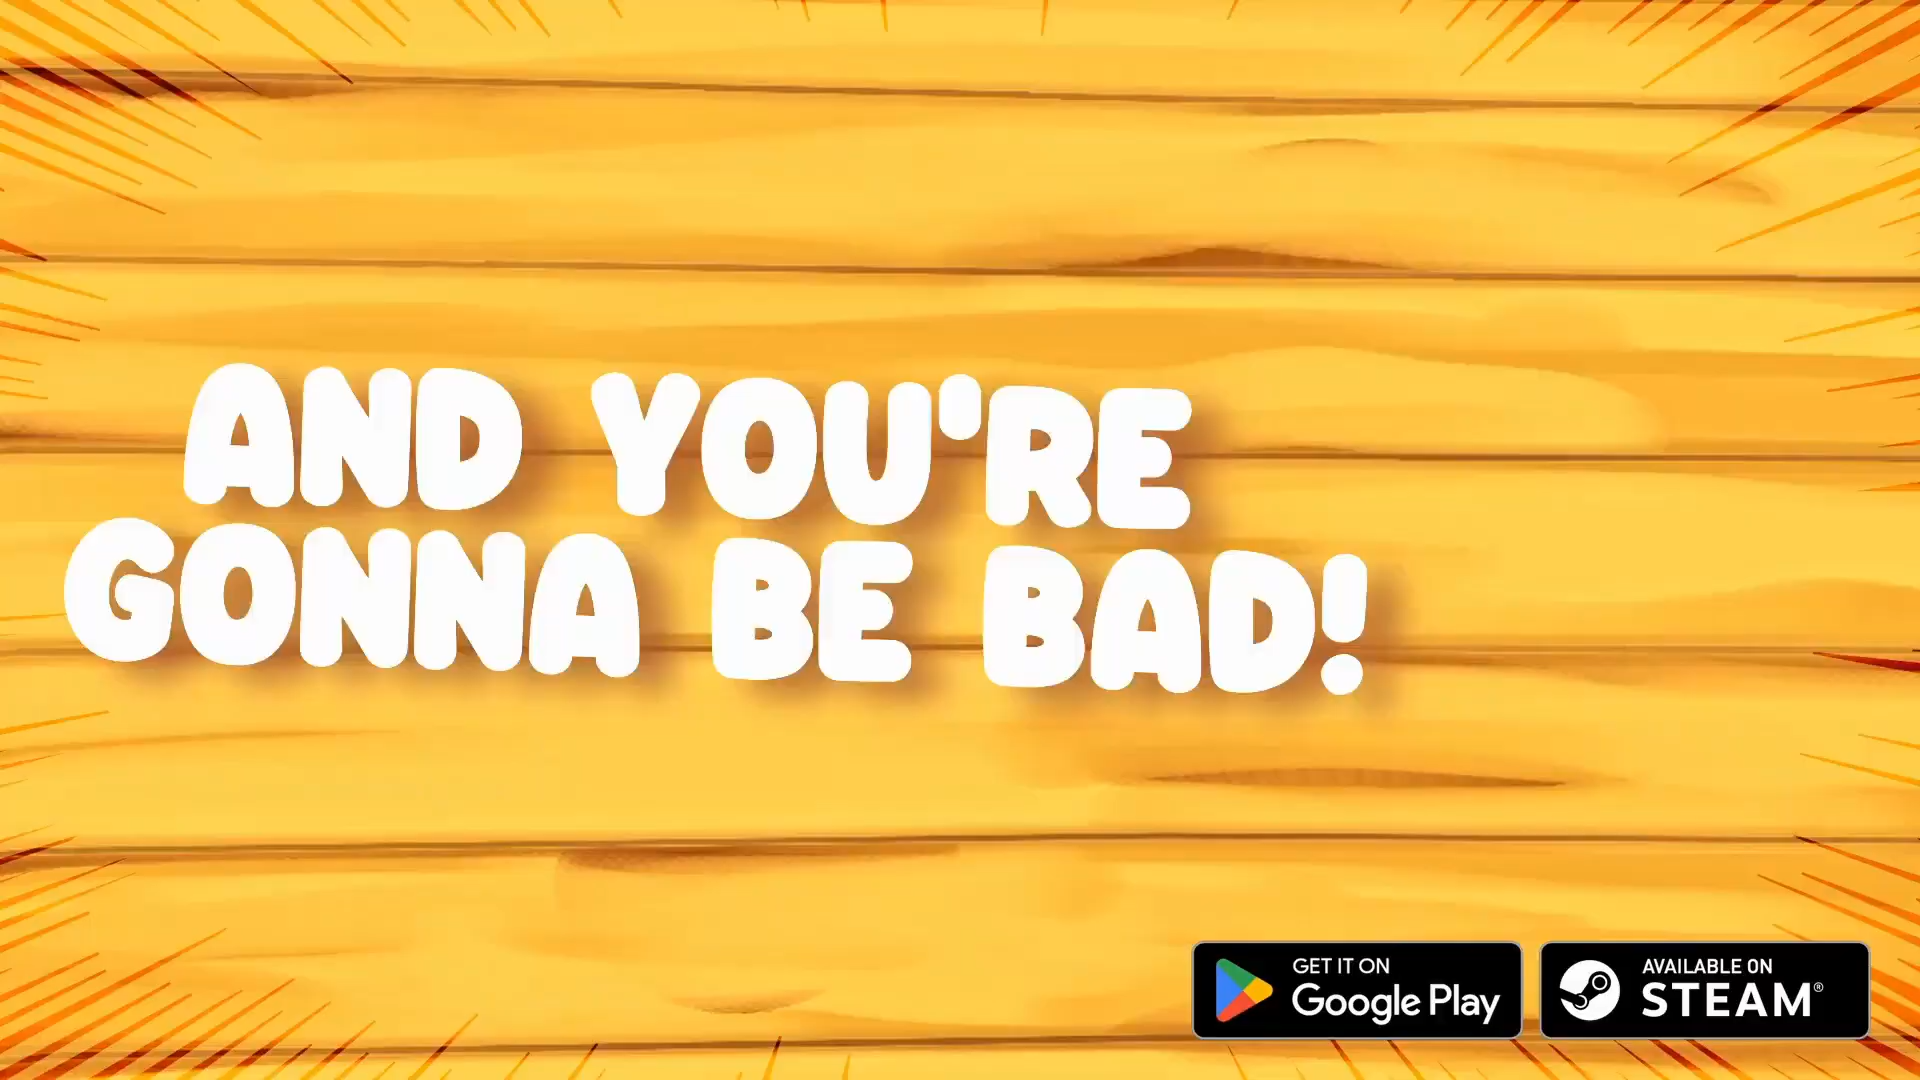 AND YOU'RE
GONNA BE BAD!
GET IT ON
Google Play
AVAILABLE ON
STEAM®